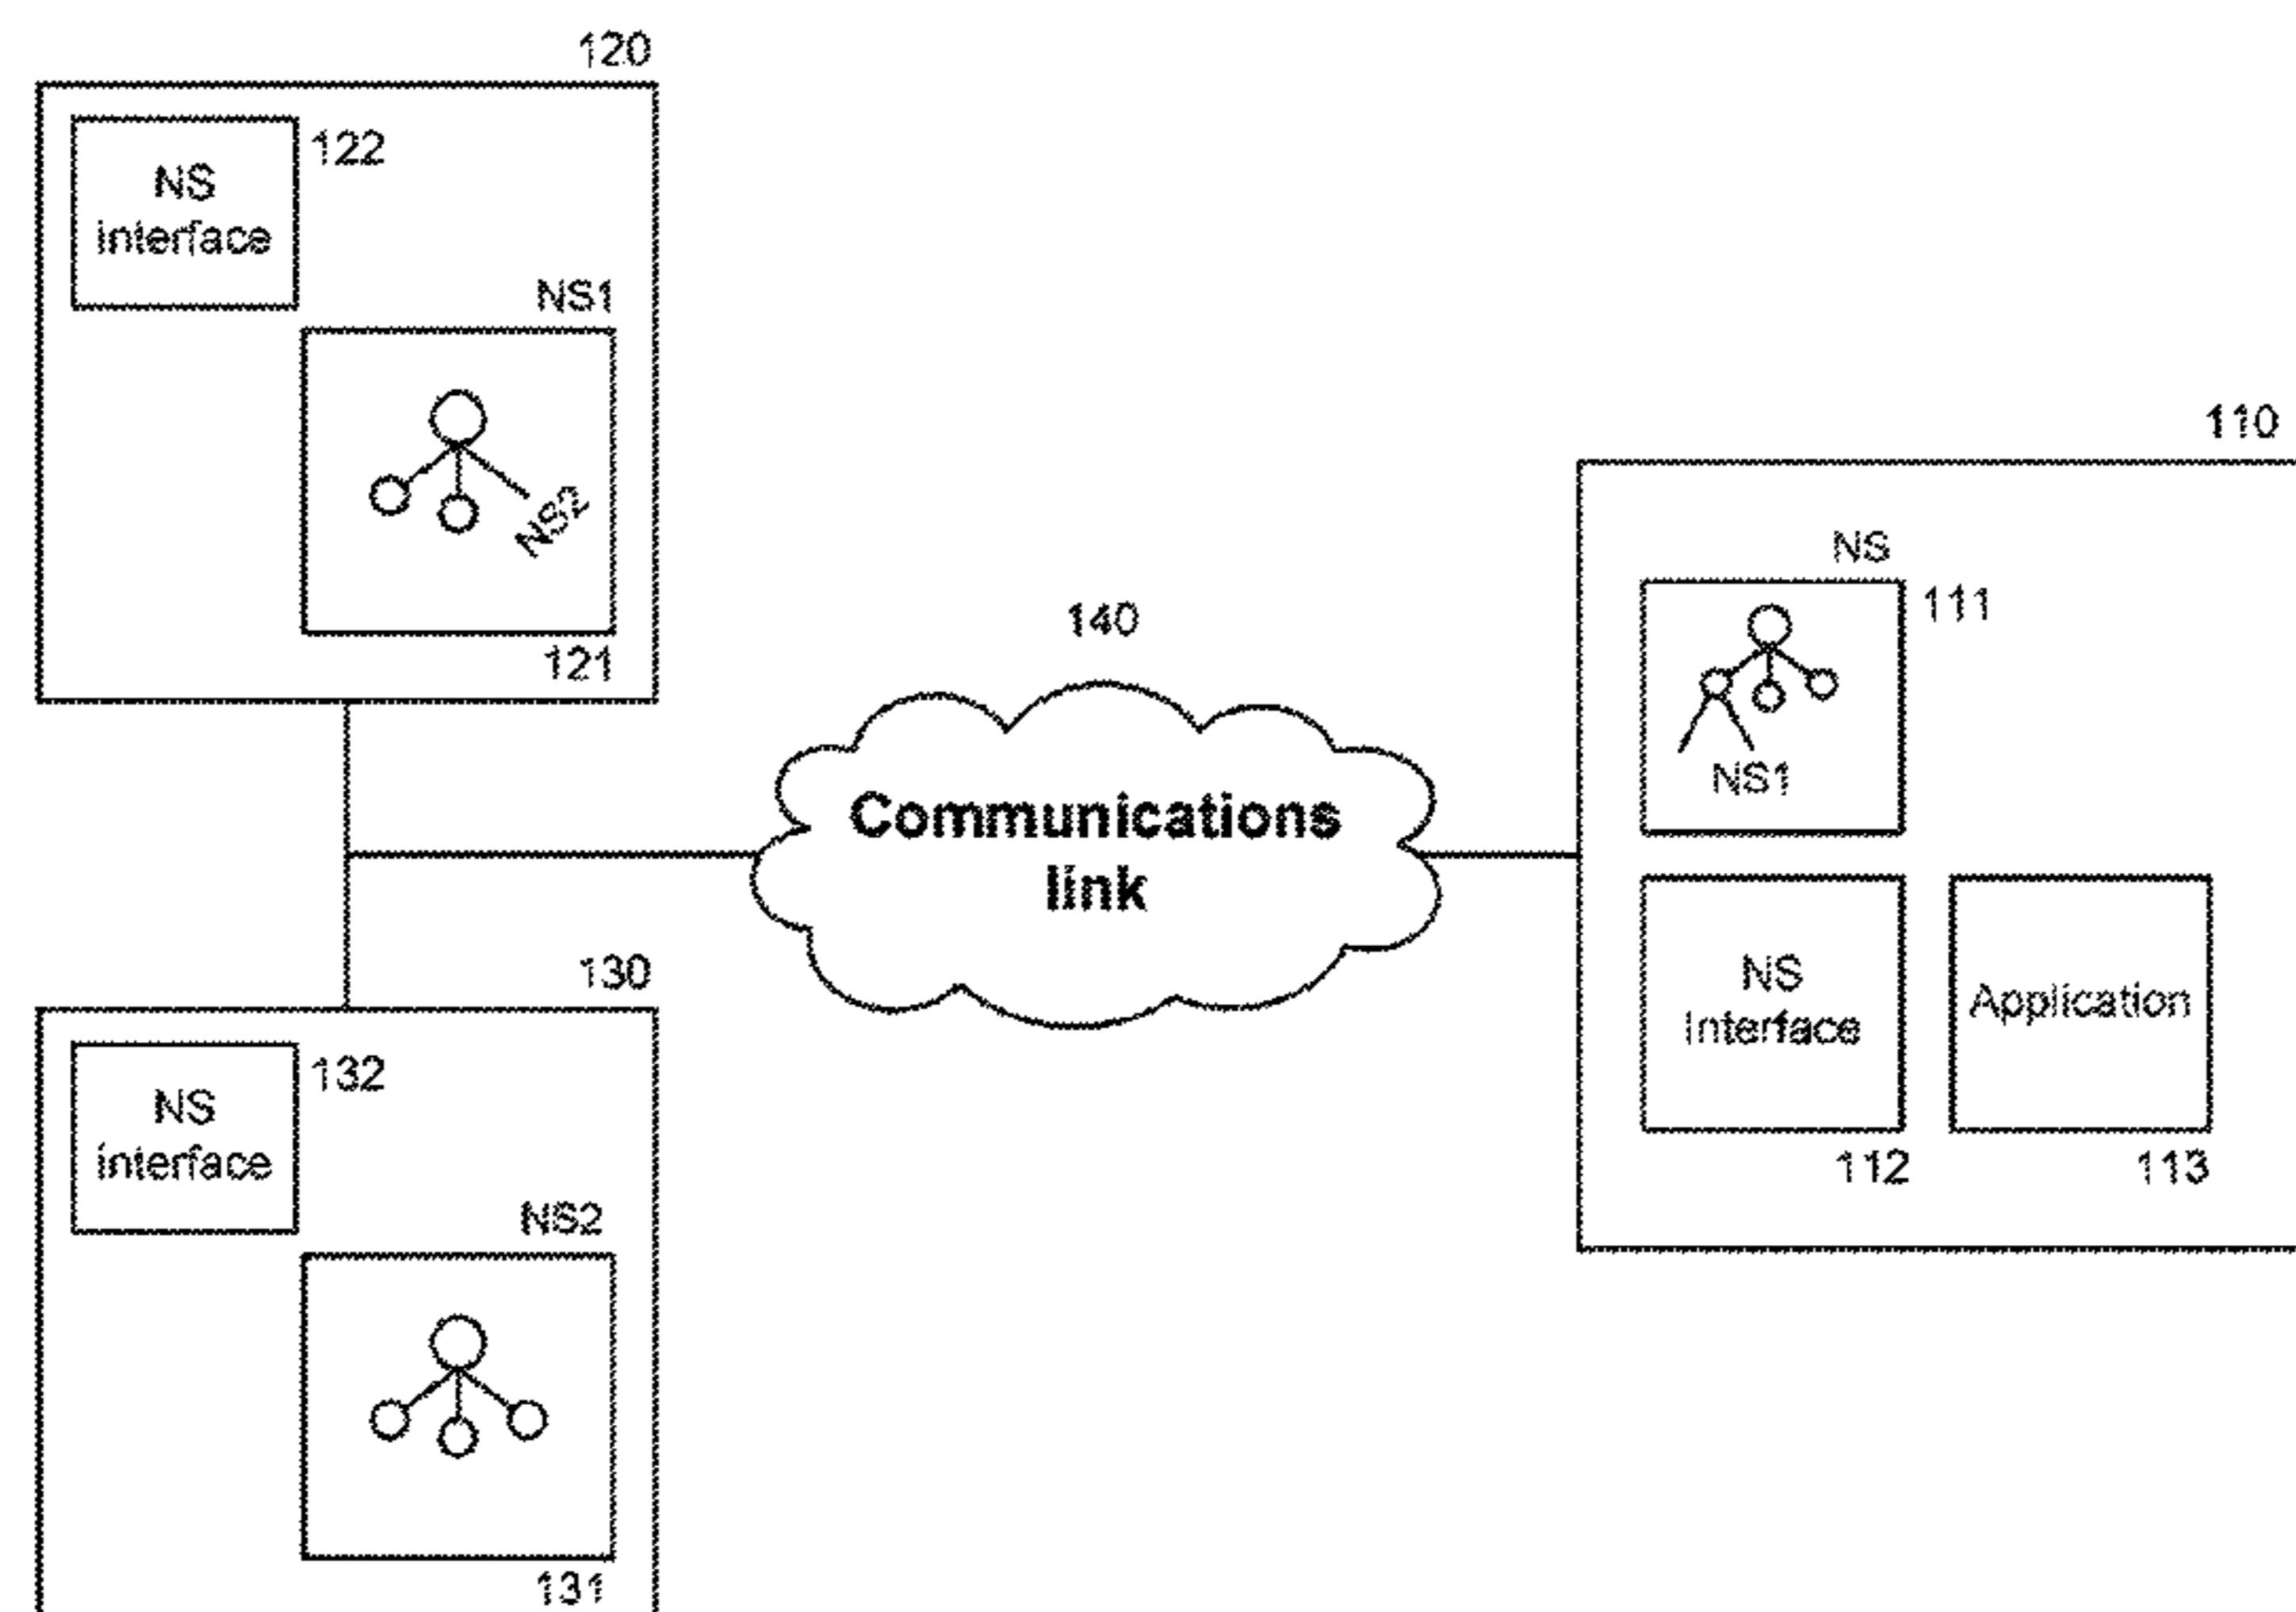 120
122
NS
interface
NS1
NS2
121
140
Communications
link
110
NS
111
NS1
NS
Interface
112
Application
113
130
132
NS
interface
NS2
131